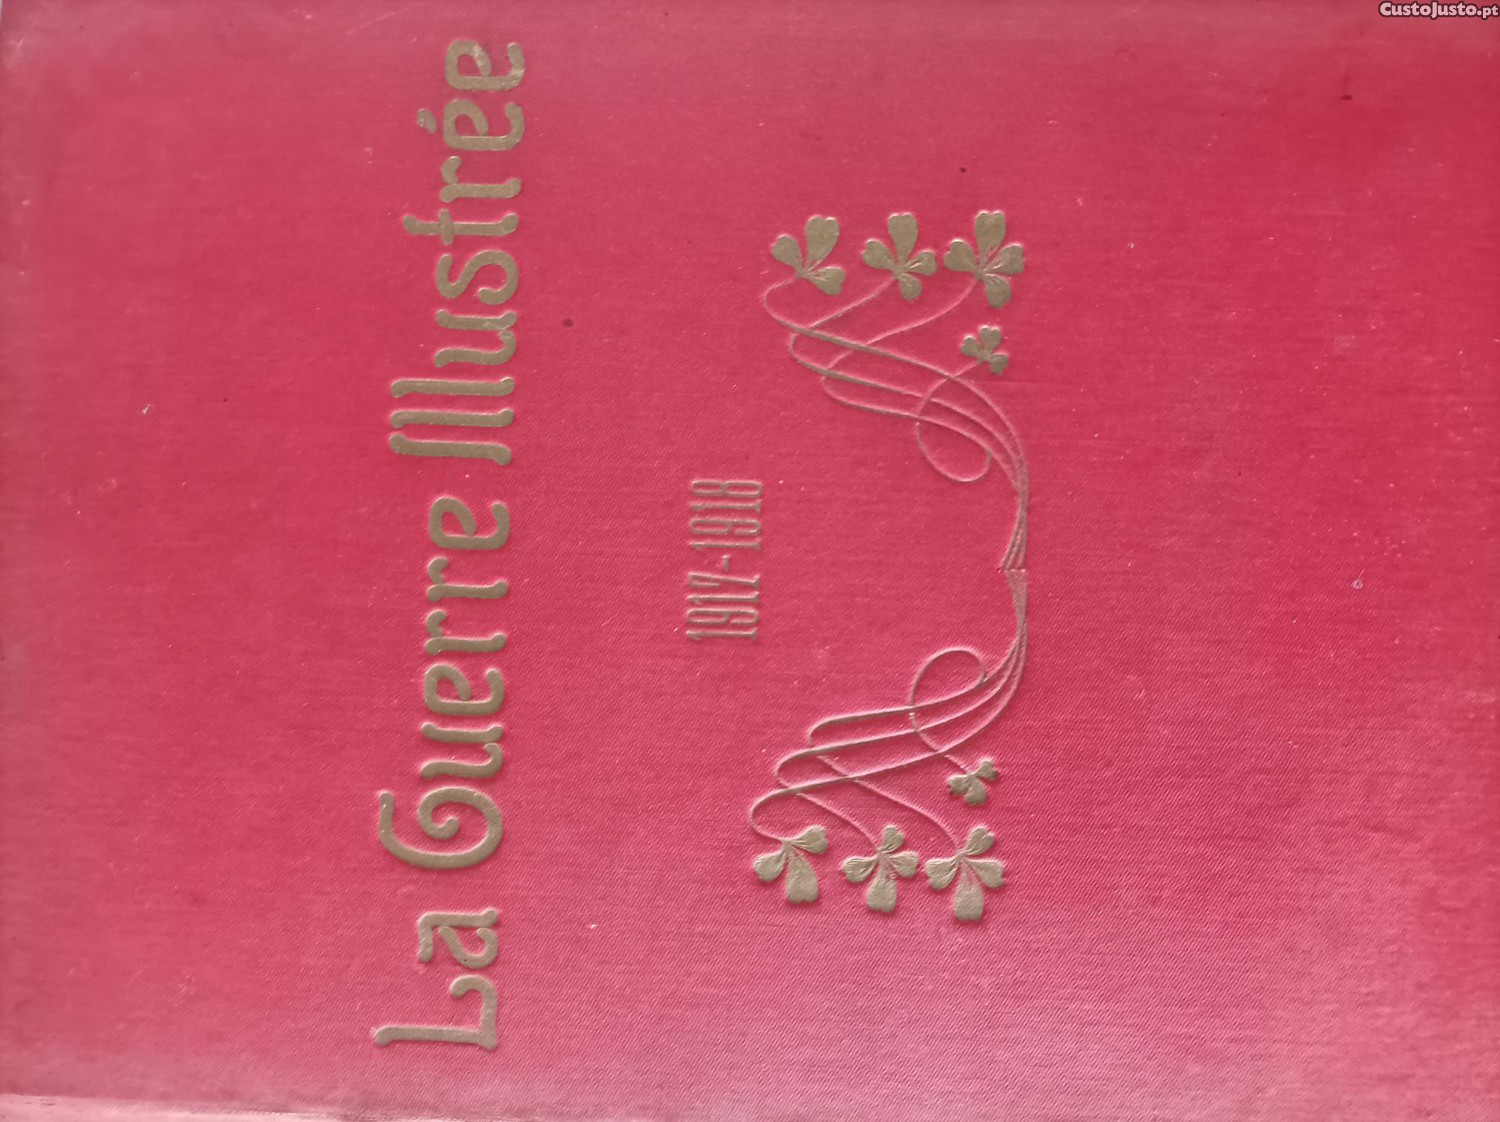 La Guerre Illustrée
1917-1918
CustoJusto.pt